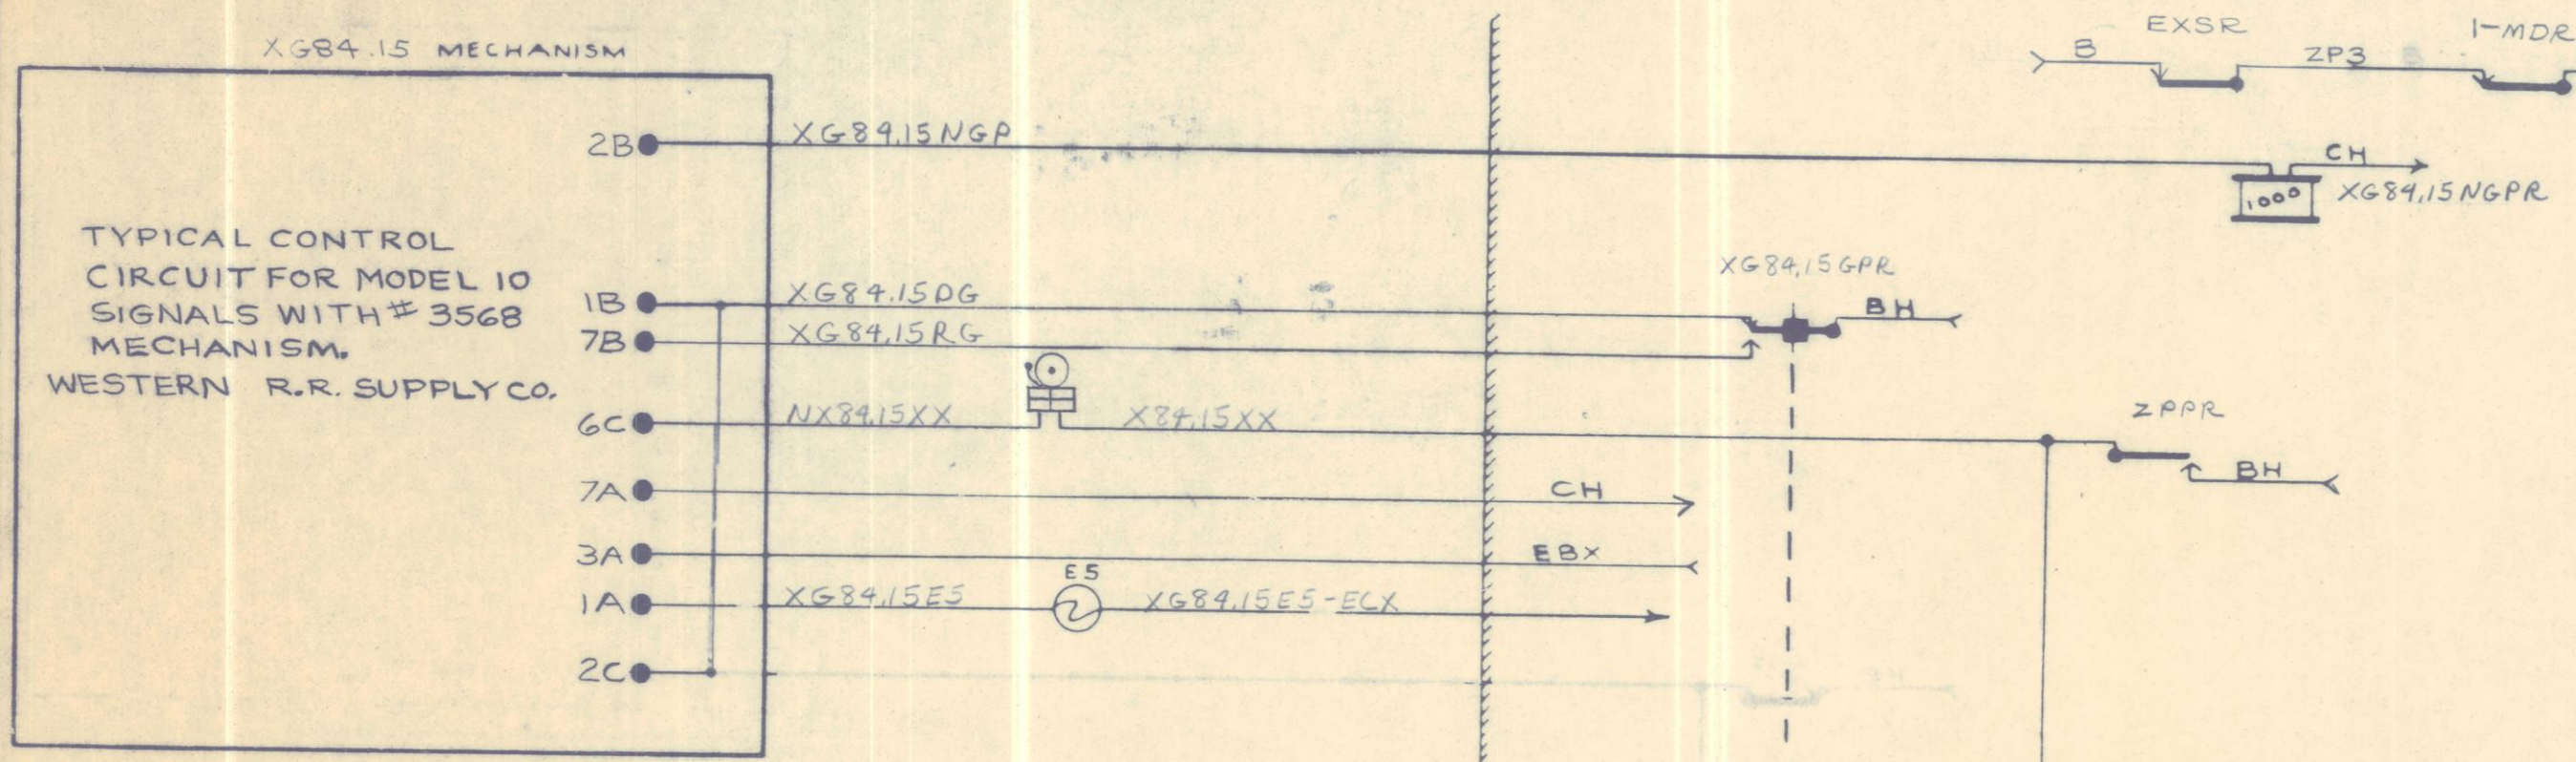 XG84.15 MECHANISM
EXSR
1-MDR
B
ZP3
2B
XG84.15NGP
CH
XG84.15NGPR
1000
TYPICAL CONTROL
CIRCUIT FOR MODEL 10
SIGNALS WITH # 3568
MECHANISM.
WESTERN R.R. SUPPLY CO.
XG84.15GPR
1B
XG84.15DG
BH
7B
XG84.15RG
6C
NX84.15XX
X84.15XX
ZPPR
BH
7A
CH
3A
EBX
E5
1A
XG84.15E5
XG84.15E5-ECX
2C